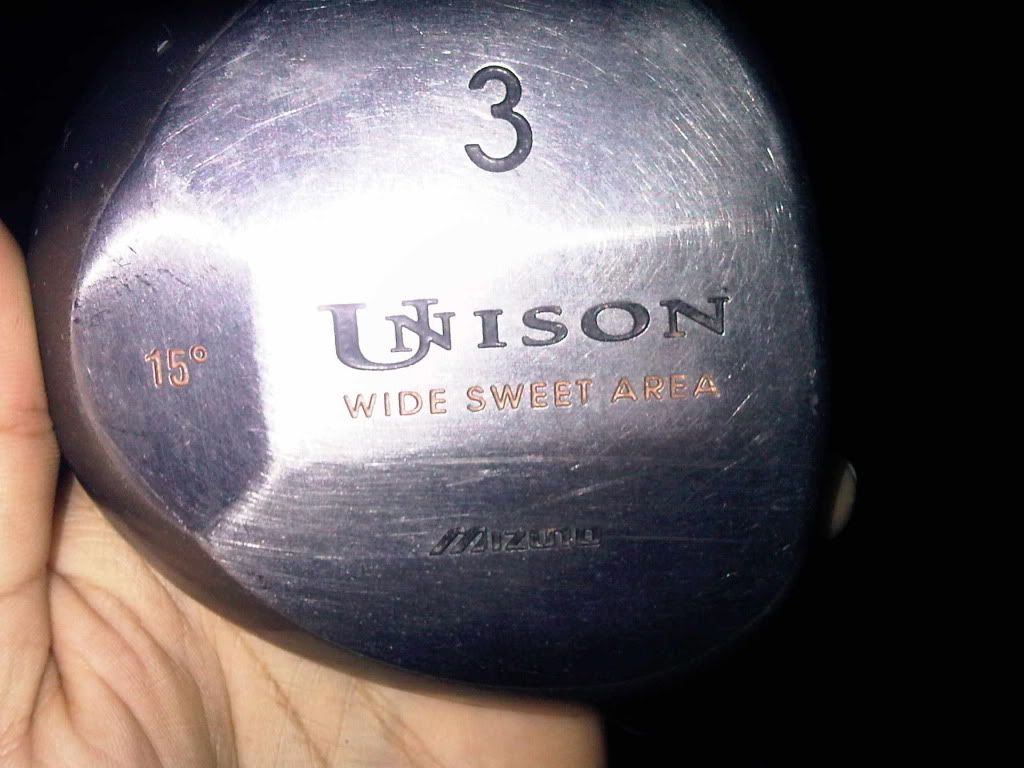 3
UNISON
15°
WIDE SWEET AREA
MIZUNO